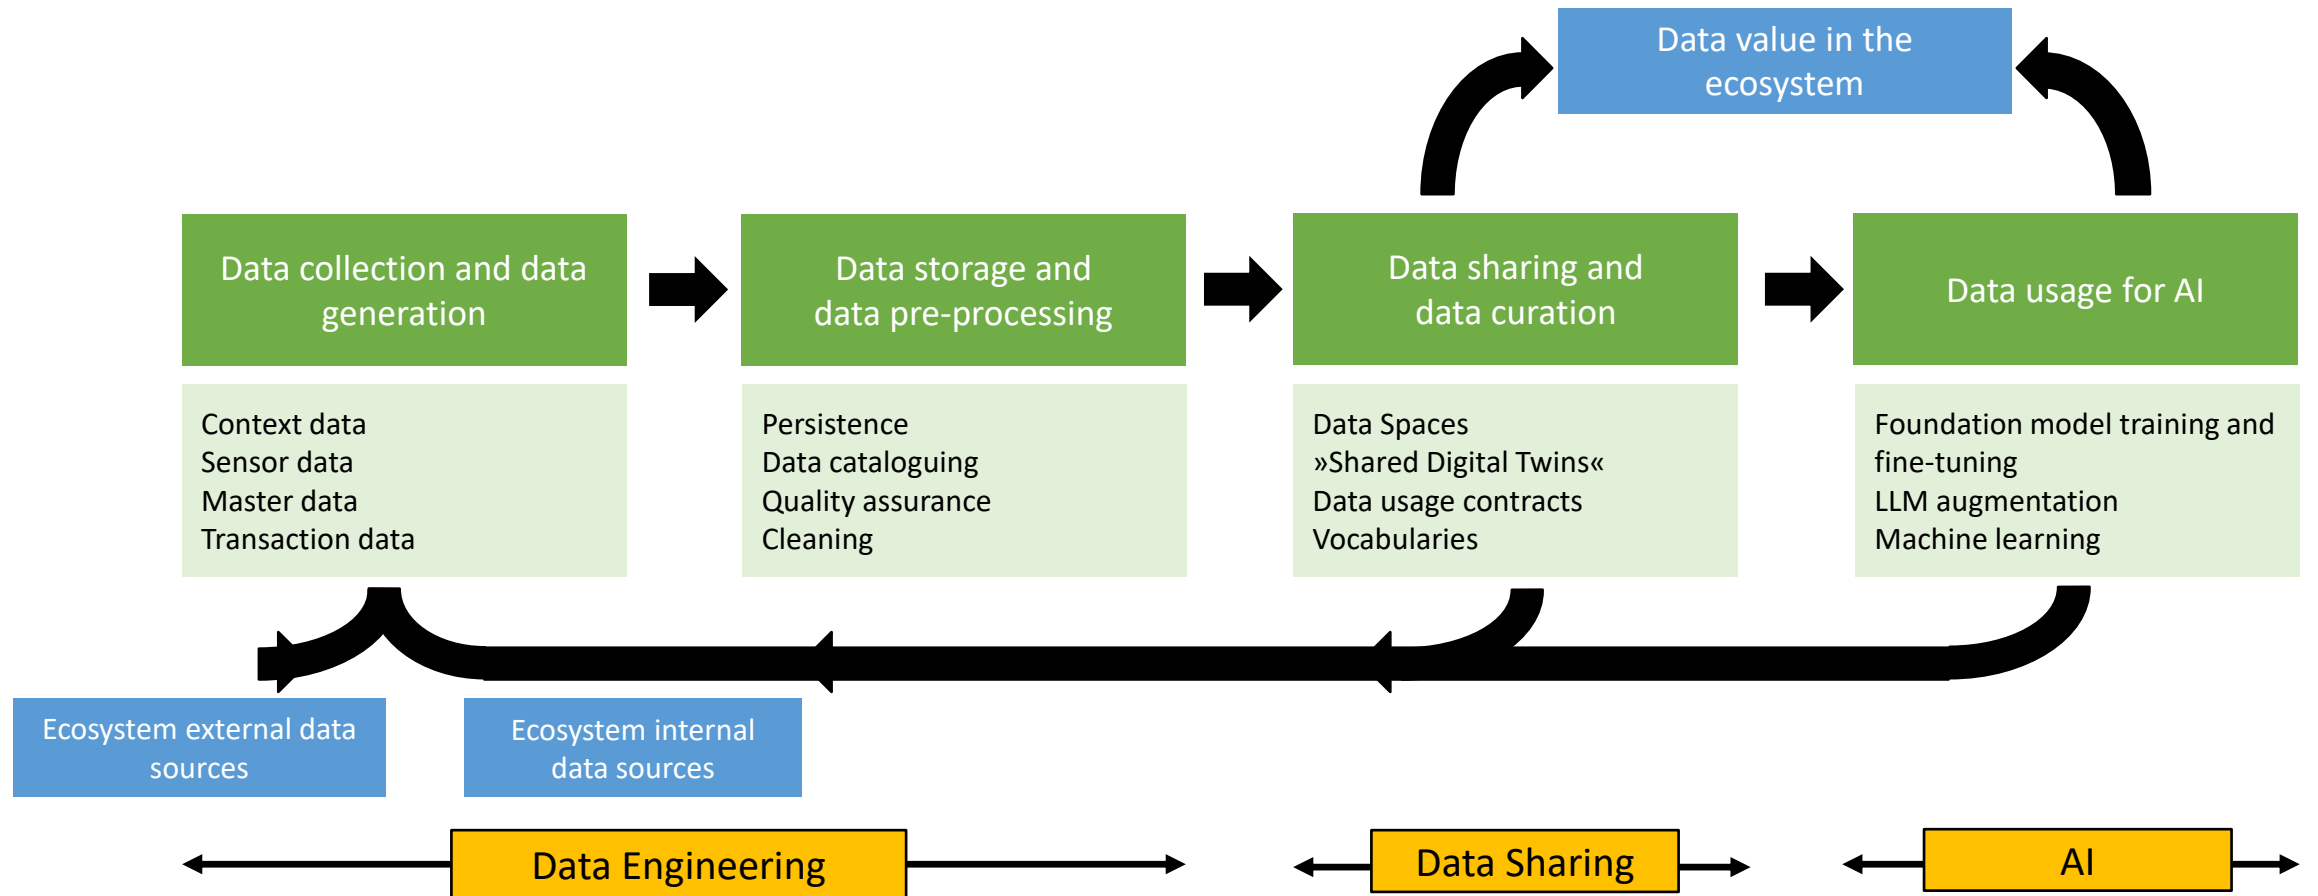 Data value in the
ecosystem
Data collection and data
generation
Data storage and
data pre-processing
Data sharing and
data curation
Data usage for AI
Context data
Sensor data
Master data
Transaction data
Persistence
Data cataloguing
Quality assurance
Cleaning
Data Spaces
»Shared Digital Twins«
Data usage contracts
Vocabularies
Foundation model training and
fine-tuning
LLM augmentation
Machine learning
Ecosystem external data
sources
Ecosystem internal
data sources
Data Engineering
Data Sharing
AI